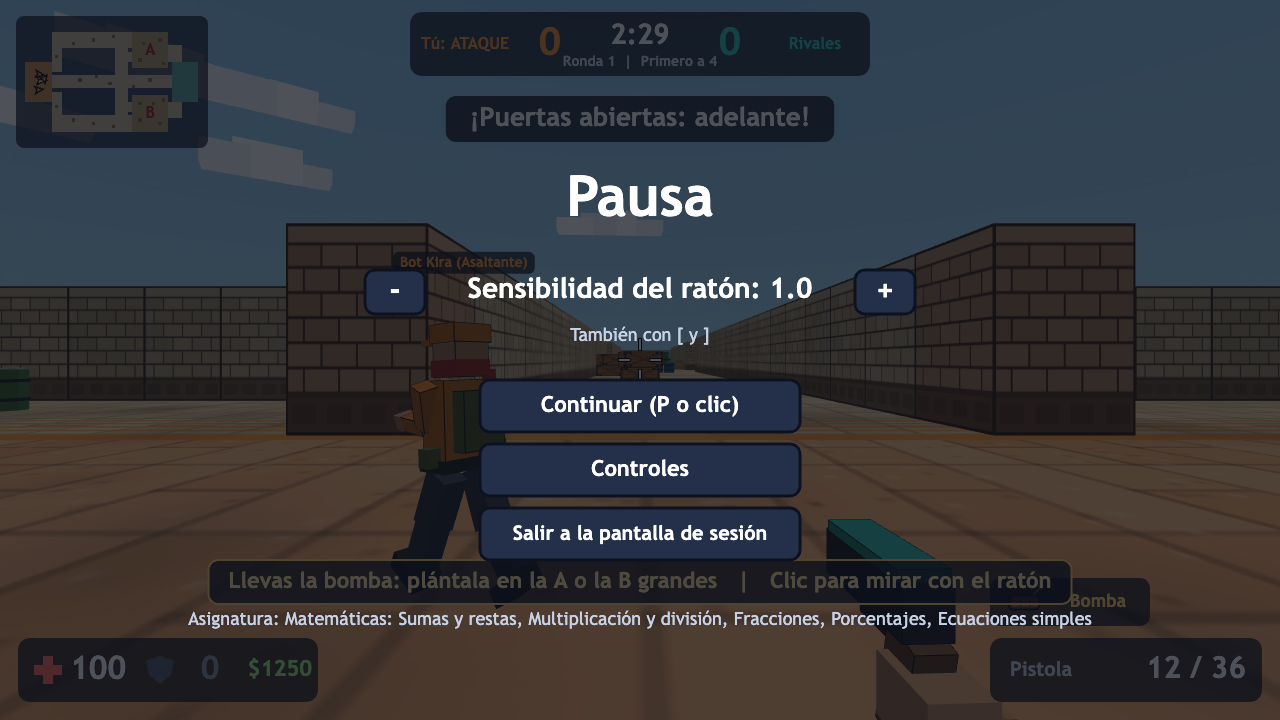 A
B
Tú: ATAQUE
0
2:29
0
Rivales
Ronda 1 | Primero a 4
¡Puertas abiertas: adelante!
Pausa
Bot Kira (Asaltante)
-
Sensibilidad del ratón: 1.0
+
También con [ y ]
Continuar (P o clic)
Controles
Salir a la pantalla de sesión
Llevas la bomba: plántala en la A o la B grandes | Clic para mirar con el ratón
Bomba
Asignatura: Matemáticas: Sumas y restas, Multiplicación y división, Fracciones, Porcentajes, Ecuaciones simples
100
0
$1250
Pistola
12 / 36